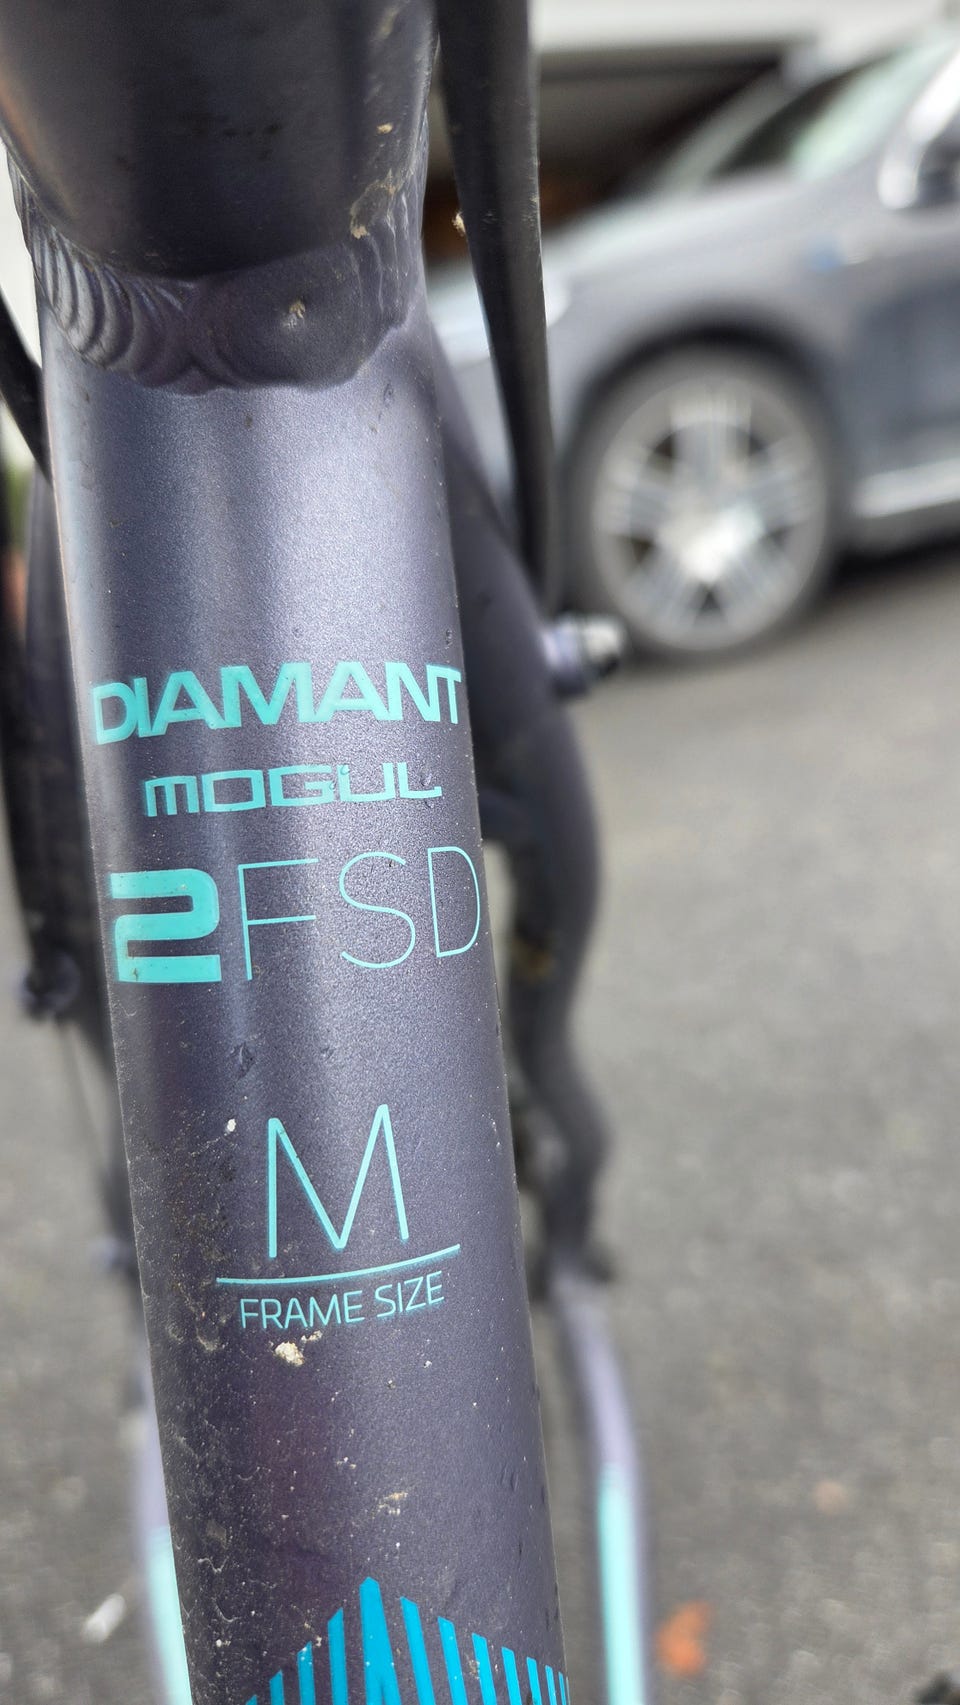 DIAMANT
MOGUL
2FSD
M
FRAME SIZE